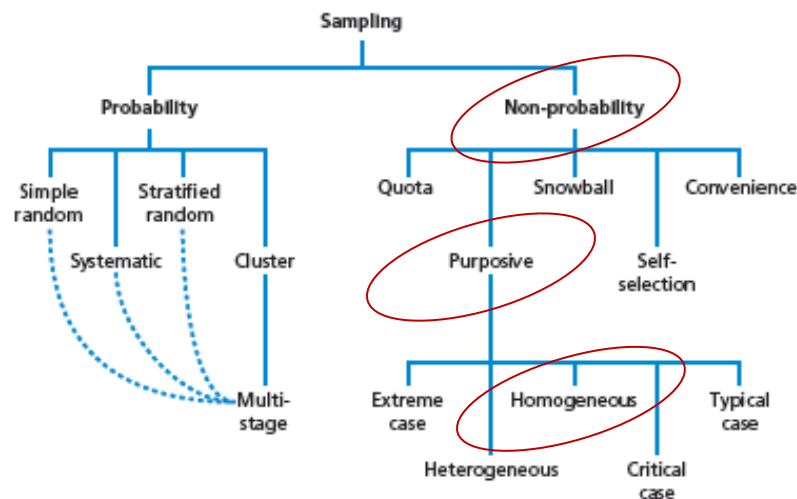 Sampling
Probability
Non-probability
Simple
random
Stratified
random
Quota
Snowball
Convenience
Systematic
Cluster
Purposive
Self-
selection
Multi-
stage
Extreme
case
Homogeneous
Typical
case
Heterogeneous
Critical
case